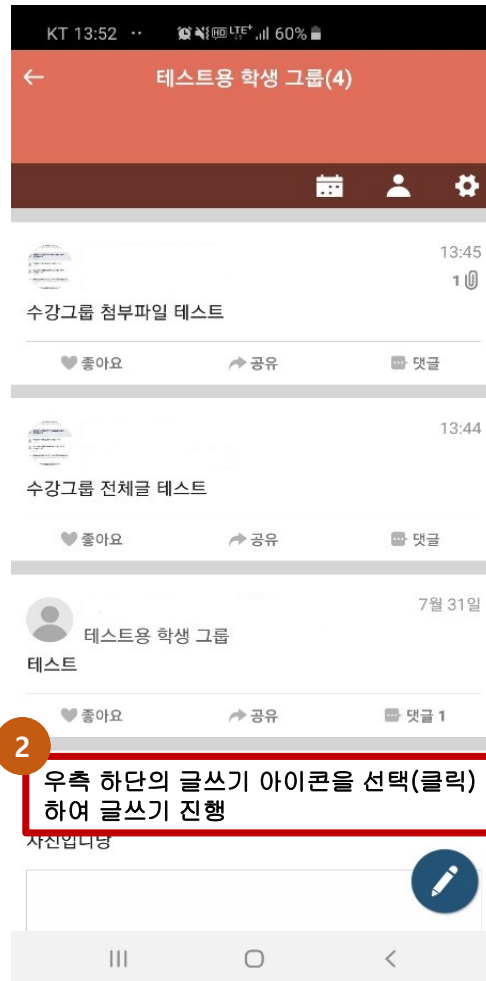 KT 13:52 ·· HD LTE+ 60%
테스트용 학생 그룹(4)
13:45
1
수강그룹 첨부파일 테스트
좋아요 공유 댓글
13:44
수강그룹 전체글 테스트
좋아요 공유 댓글
7월 31일
테스트용 학생 그룹
테스트
좋아요 공유 댓글 1
2
우측 하단의 글쓰기 아이콘을 선택(클릭)
하여 글쓰기 진행
사진입니당